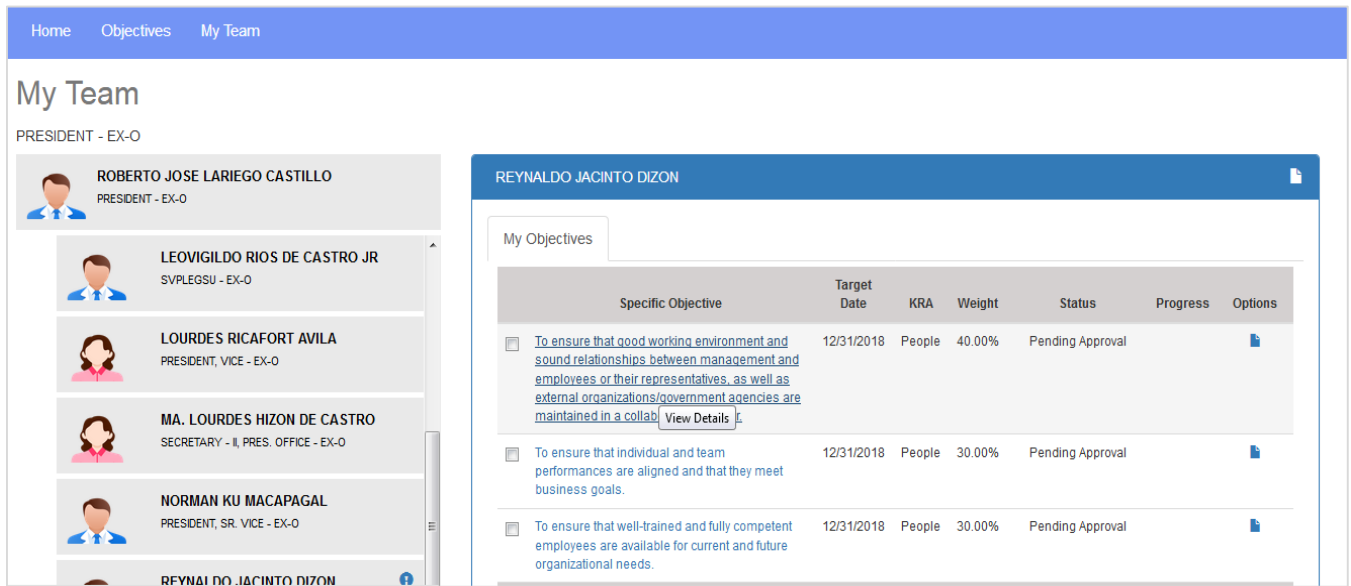 Home Objectives My Team
My Team
PRESIDENT - EX-O
ROBERTO JOSE LARIEGO CASTILLO
PRESIDENT - EX-O
LEOVIGILDO RIOS DE CASTRO JR
SVPLEGSU - EX-O
LOURDES RICAFORT AVILA
PRESIDENT, VICE - EX-O
MA. LOURDES HIZON DE CASTRO
SECRETARY - II, PRES. OFFICE - EX-O
NORMAN KU MACAPAGAL
PRESIDENT, SR. VICE - EX-O
REYNALDO JACINTO DIZON
REYNALDO JACINTO DIZON
My Objectives
Specific Objective Target Date KRA Weight Status Progress Options
To ensure that good working environment and 12/31/2018 People 40.00% Pending Approval
sound relationships between management and
employees or their representatives, as well as
external organizations/government agencies are
maintained in a collab View Details r.
To ensure that individual and team 12/31/2018 People 30.00% Pending Approval
performances are aligned and that they meet
business goals.
To ensure that well-trained and fully competent 12/31/2018 People 30.00% Pending Approval
employees are available for current and future
organizational needs.